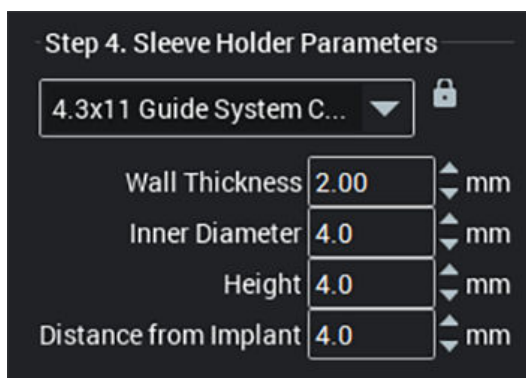 Step 4. Sleeve Holder Parameters
4.3x11 Guide System C...
Wall Thickness 2.00 mm
Inner Diameter 4.0 mm
Height 4.0 mm
Distance from Implant 4.0 mm